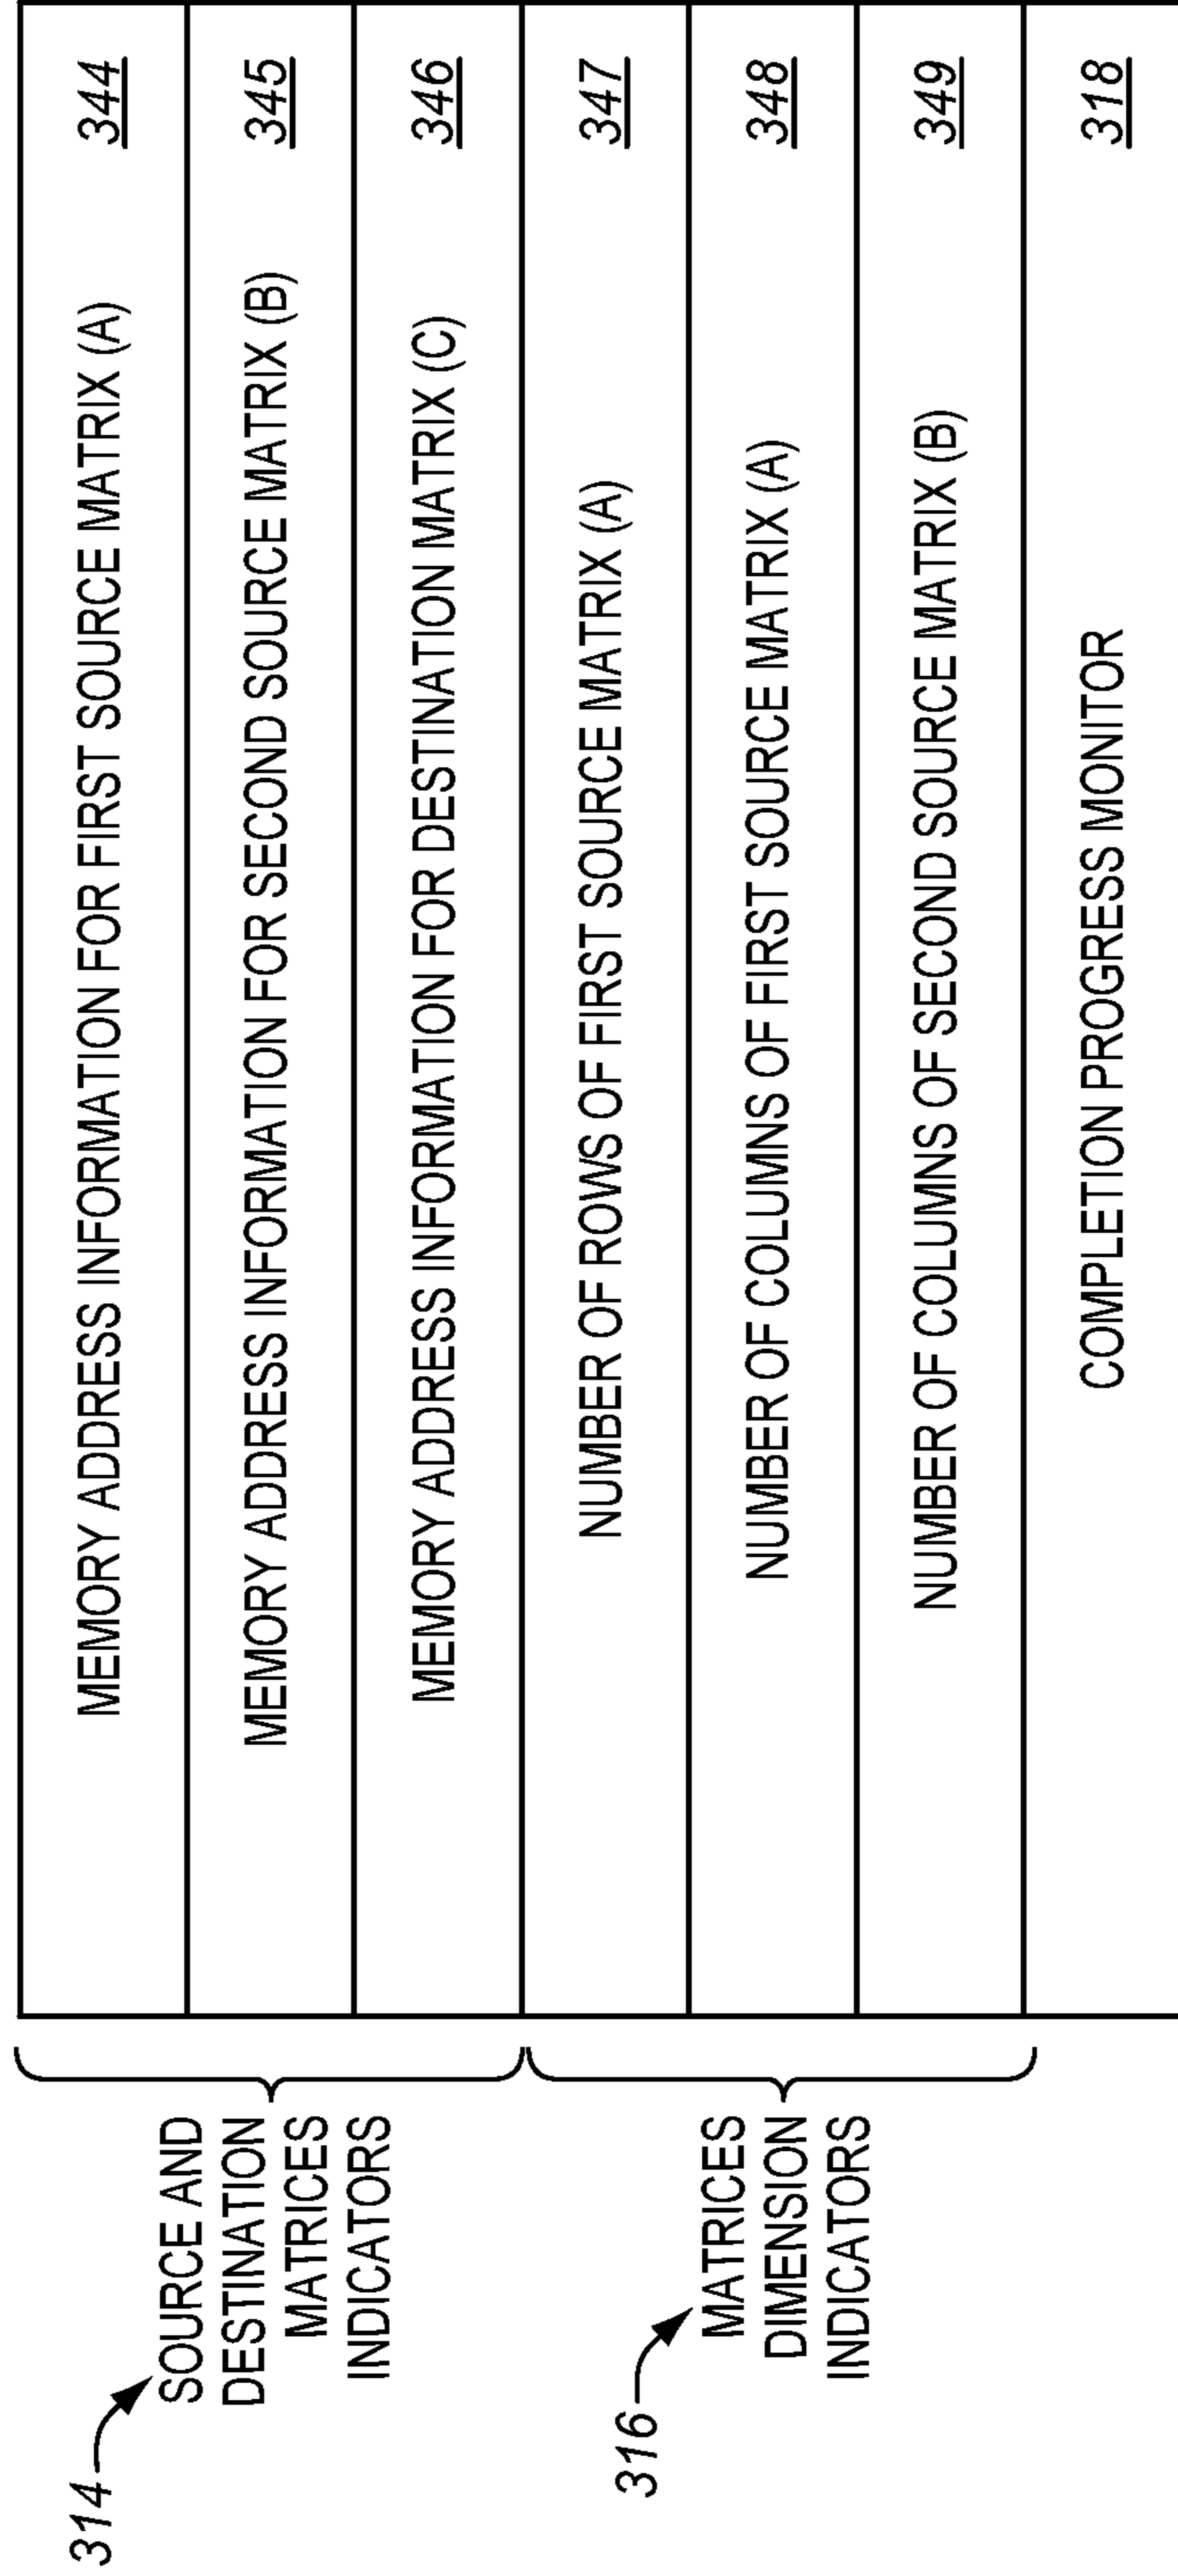 314
SOURCE AND
DESTINATION
MATRICES
INDICATORS
MEMORY ADDRESS INFORMATION FOR FIRST SOURCE MATRIX (A) 344
MEMORY ADDRESS INFORMATION FOR SECOND SOURCE MATRIX (B) 345
MEMORY ADDRESS INFORMATION FOR DESTINATION MATRIX (C) 346
316
MATRICES
DIMENSION
INDICATORS
NUMBER OF ROWS OF FIRST SOURCE MATRIX (A) 347
NUMBER OF COLUMNS OF FIRST SOURCE MATRIX (A) 348
NUMBER OF COLUMNS OF SECOND SOURCE MATRIX (B) 349
COMPLETION PROGRESS MONITOR 318